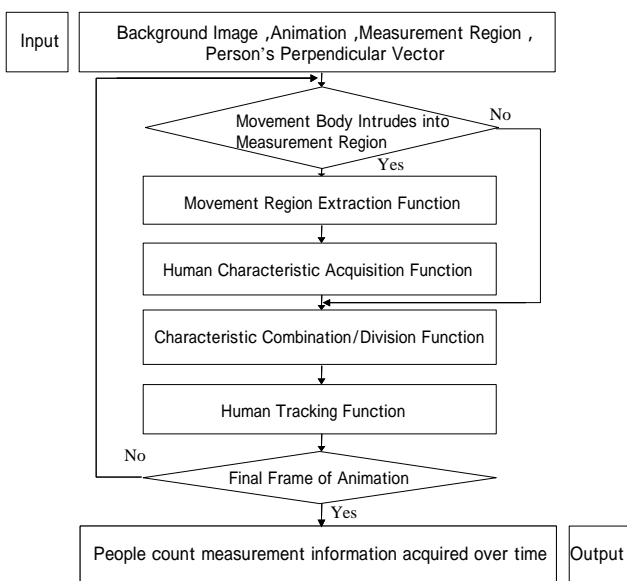 Input
Background Image ,Animation ,Measurement Region ,
Person's Perpendicular Vector
Movement Body Intrudes into
Measurement Region
No
Yes
Movement Region Extraction Function
Human Characteristic Acquisition Function
Characteristic Combination/Division Function
Human Tracking Function
No
Final Frame of Animation
Yes
People count measurement information acquired over time
Output